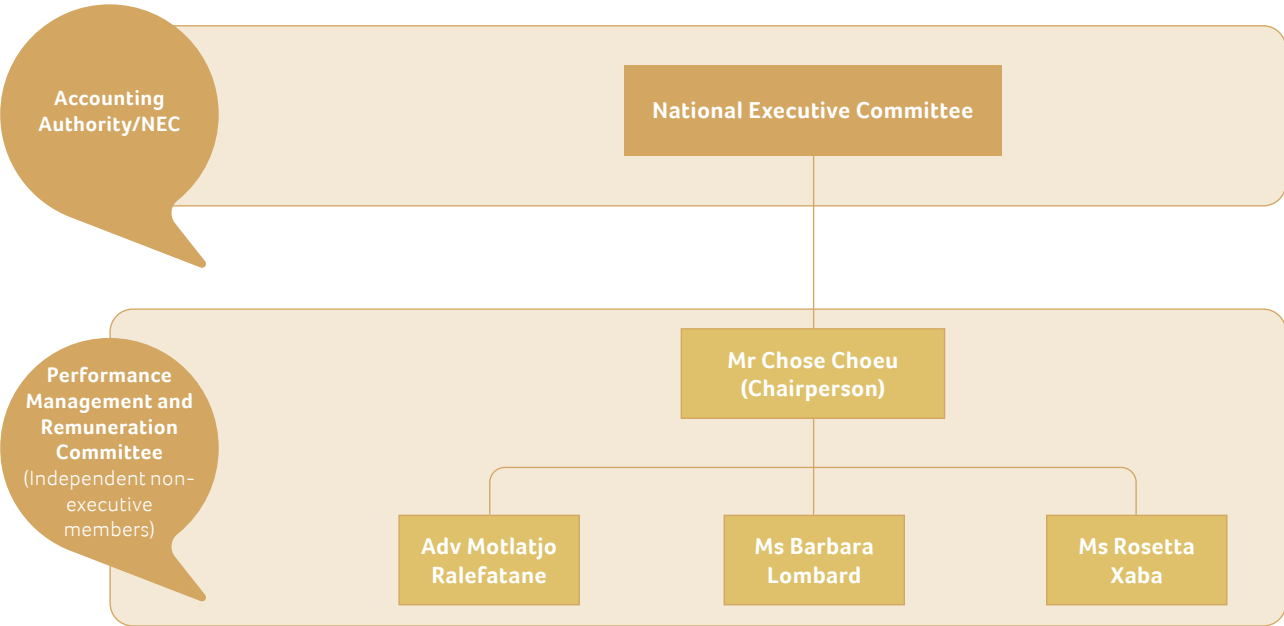 Accounting
Authority/NEC
National Executive Committee
Performance
Management and
Remuneration
Committee
(Independent non-
executive
members)
Mr Chose Choeu
(Chairperson)
Adv Motlatjo
Ralefatane
Ms Barbara
Lombard
Ms Rosetta
Xaba